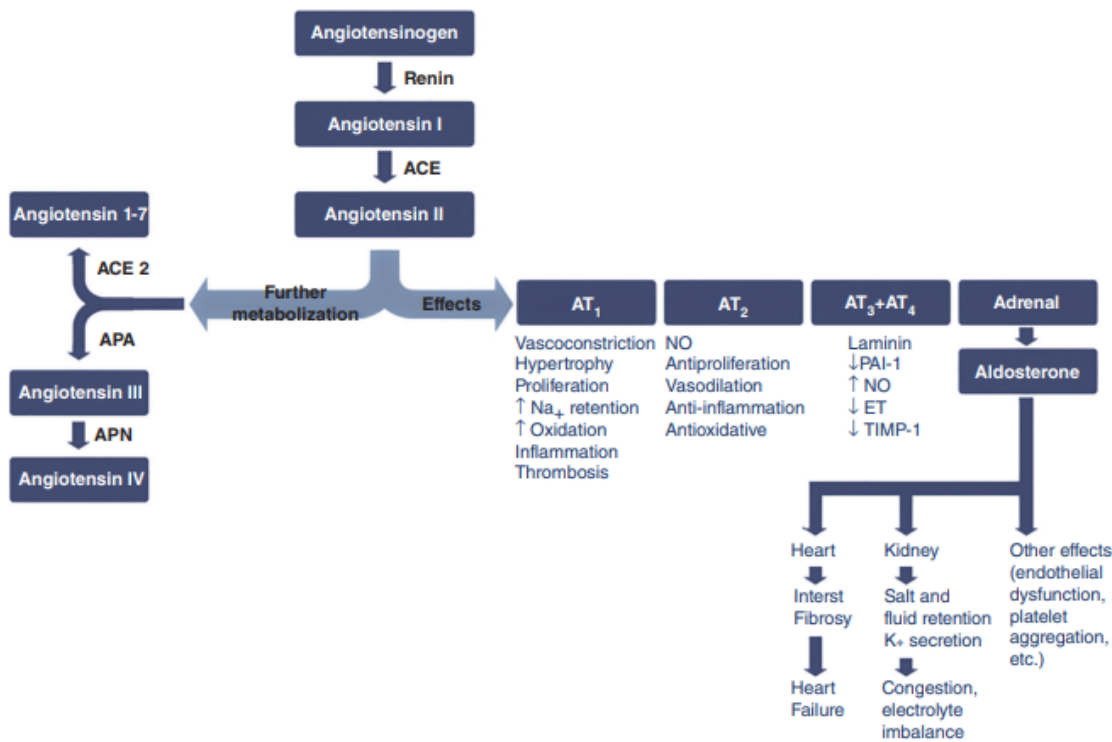 Angiotensinogen
Renin
Angiotensin I
ACE
Angiotensin II
Angiotensin 1-7
ACE 2
Further
metabolization
Effects
APA
Angiotensin III
APN
Angiotensin IV
AT1
Vascoconstriction
Hypertrophy
Proliferation
↑ Na+ retention
↑ Oxidation
Inflammation
Thrombosis
AT2
NO
Antiproliferation
Vasodilation
Anti-inflammation
Antioxidative
AT3+AT4
Laminin
↓PAI-1
↑ NO
↓ ET
↓ TIMP-1
Adrenal
Aldosterone
Heart
Interst
Fibrosy
Heart
Failure
Kidney
Salt and
fluid retention
K+ secretion
Congestion,
electrolyte
imbalance
Other effects
(endothelial
dysfunction,
platelet
aggregation,
etc.)